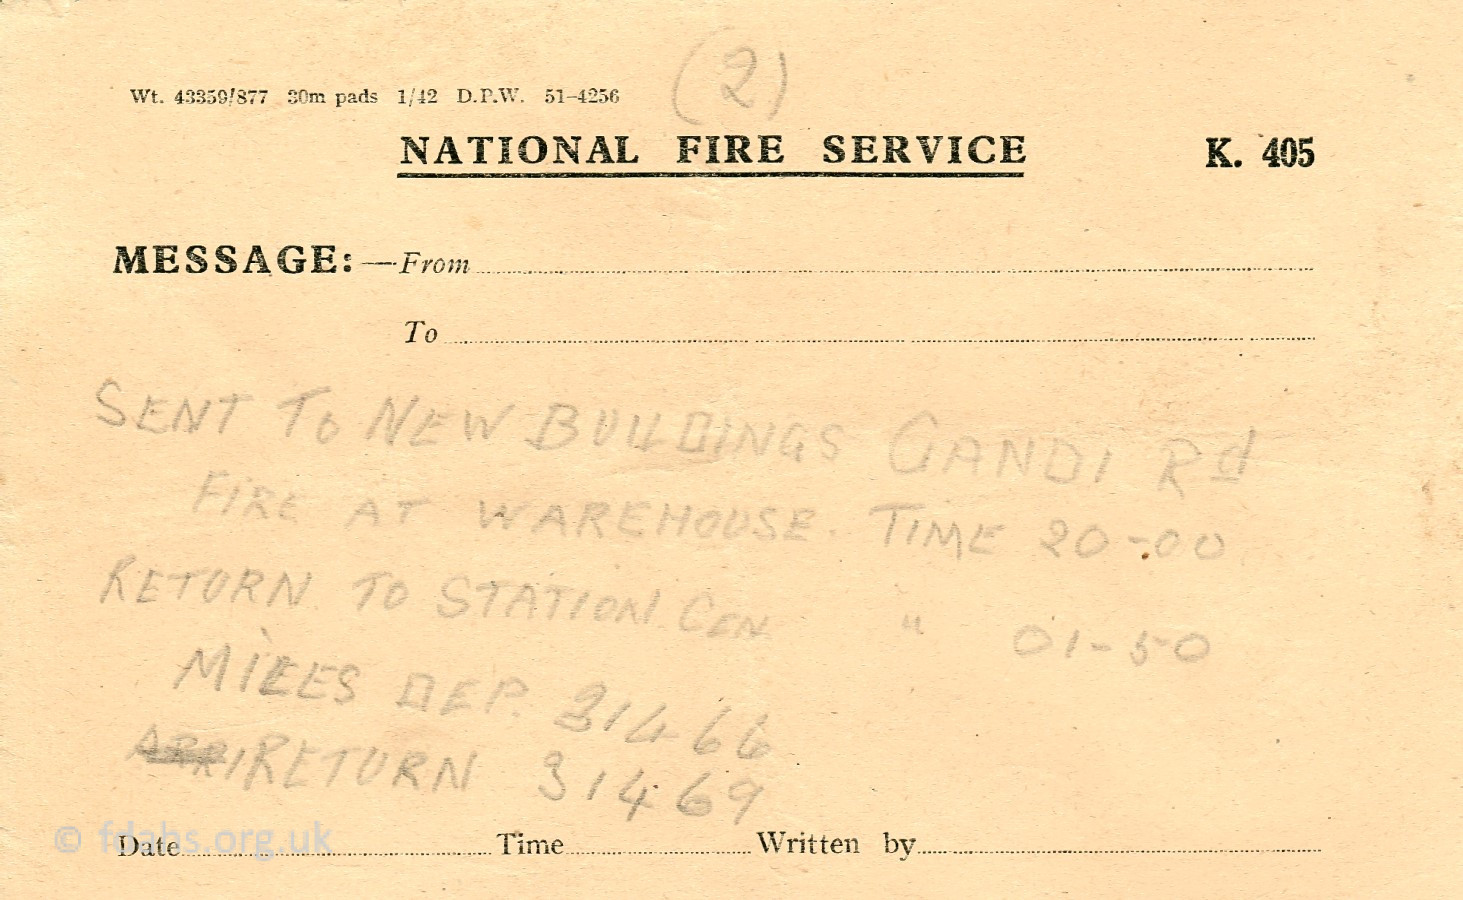 (2)
Wt. 43359/877 30m pads 1/42 D.P.W. 51-4256
NATIONAL FIRE SERVICE K. 405
MESSAGE:—From
To
SENT TO NEW BUILDINGS GANDI Rd
FIRE AT WAREHOUSE. TIME 20-00
RETURN TO STATION. GEN " 01-50
MILES DEP. 31466
RETURN 31469
Date Time Written by
© fdahs.org.uk